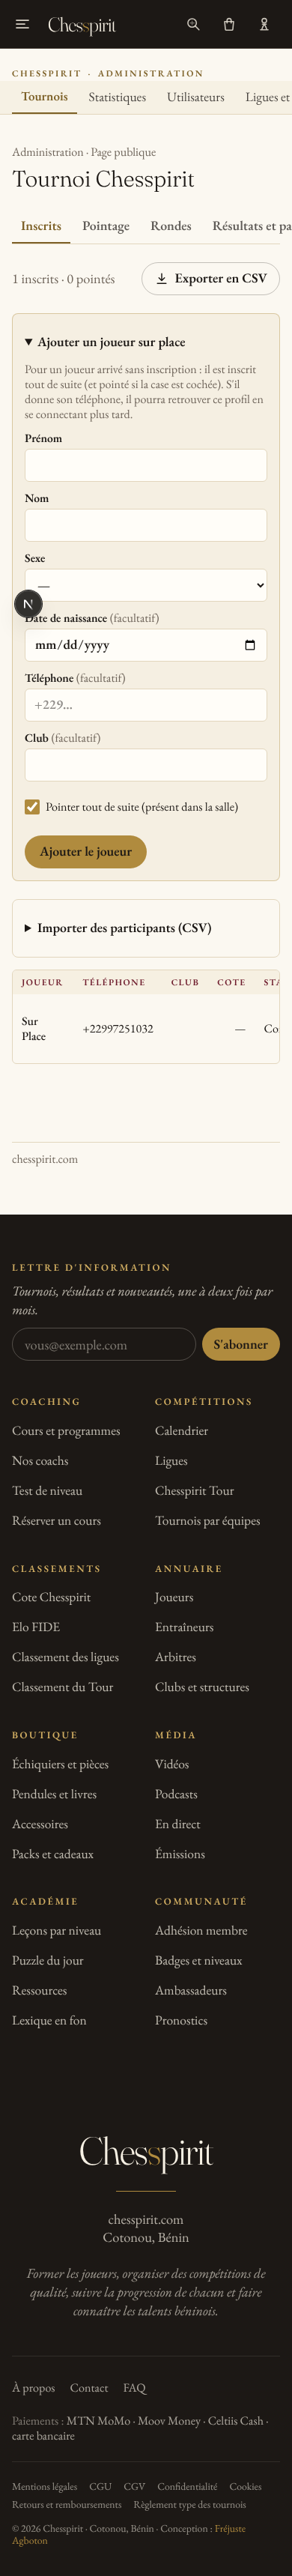 Chesspirit
CHESSPIRIT · ADMINISTRATION
Tournois Statistiques Utilisateurs Ligues et
Administration · Page publique
Tournoi Chesspirit
Inscrits Pointage Rondes Résultats et pa
1 inscrits · 0 pointés Exporter en CSV
Ajouter un joueur sur place
Pour un joueur arrivé sans inscription : il est inscrit
tout de suite (et pointé si la case est cochée). S'il
donne son téléphone, il pourra retrouver ce profil en
se connectant plus tard.
Prénom
Nom
Sexe
—
N
Date de naissance (facultatif)
mm/dd/yyyy
Téléphone (facultatif)
+229…
Club (facultatif)
Pointer tout de suite (présent dans la salle)
Ajouter le joueur
Importer des participants (CSV)
JOUEUR TÉLÉPHONE CLUB COTE STA
Sur
Place +22997251032 — Co
chesspirit.com
LETTRE D'INFORMATION
Tournois, résultats et nouveautés, une à deux fois par
mois.
vous@exemple.com S'abonner
COACHING
Cours et programmes
Nos coachs
Test de niveau
Réserver un cours
COMPÉTITIONS
Calendrier
Ligues
Chesspirit Tour
Tournois par équipes
CLASSEMENTS
Cote Chesspirit
Elo FIDE
Classement des ligues
Classement du Tour
ANNUAIRE
Joueurs
Entraîneurs
Arbitres
Clubs et structures
BOUTIQUE
Échiquiers et pièces
Pendules et livres
Accessoires
Packs et cadeaux
MÉDIA
Vidéos
Podcasts
En direct
Émissions
ACADÉMIE
Leçons par niveau
Puzzle du jour
Ressources
Lexique en fon
COMMUNAUTÉ
Adhésion membre
Badges et niveaux
Ambassadeurs
Pronostics
Chesspirit
chesspirit.com
Cotonou, Bénin
Former les joueurs, organiser des compétitions de
qualité, suivre la progression de chacun et faire
connaître les talents béninois.
À propos Contact FAQ
Paiements : MTN MoMo · Moov Money · Celtiis Cash ·
carte bancaire
Mentions légales CGU CGV Confidentialité Cookies
Retours et remboursements Règlement type des tournois
© 2026 Chesspirit · Cotonou, Bénin · Conception : Fréjuste
Agboton